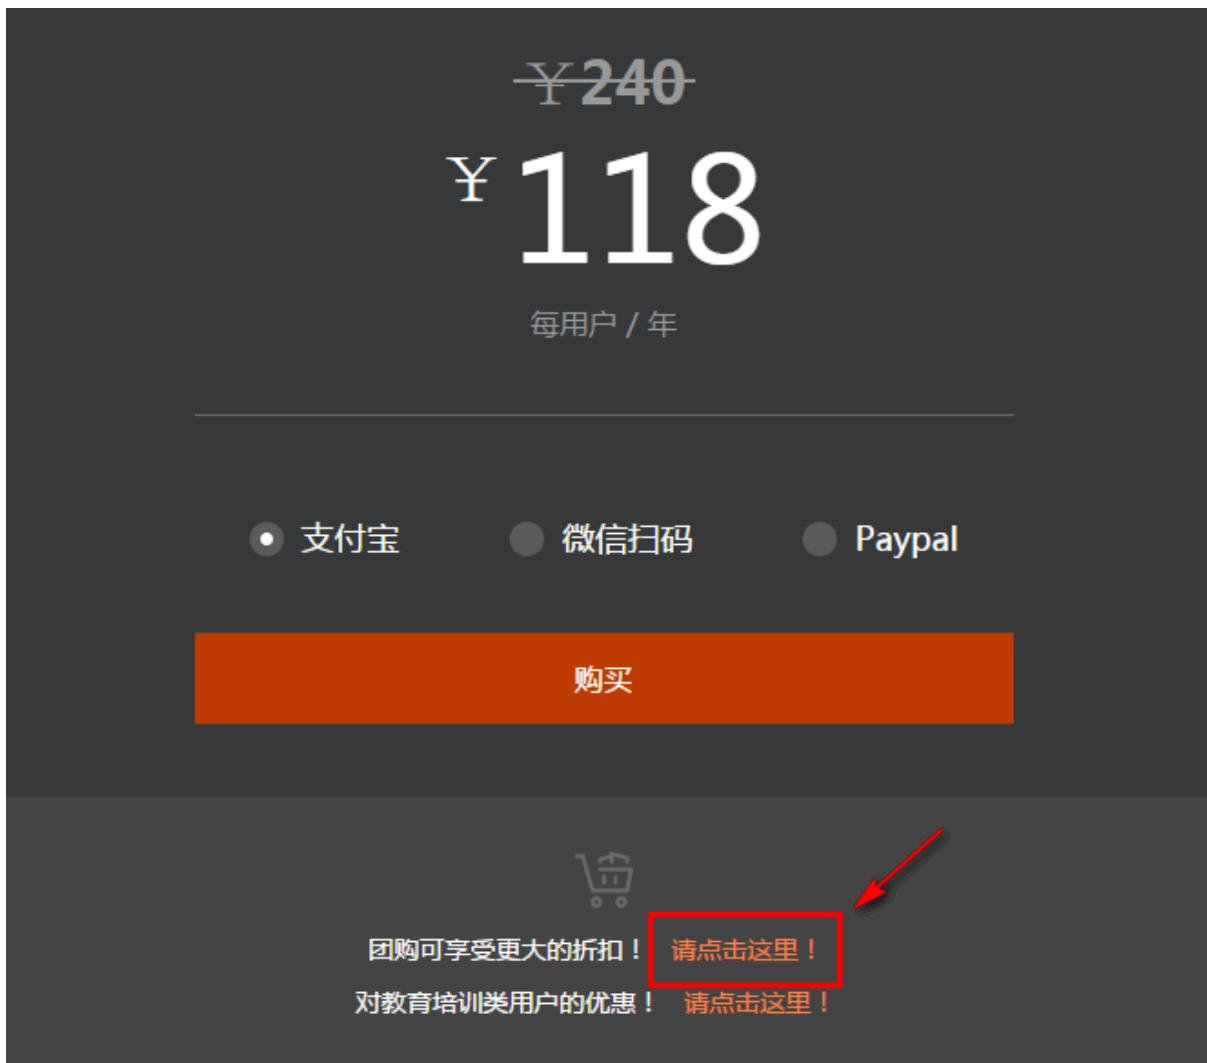 ￥240
￥118
每用户 / 年
支付宝 微信扫码 Paypal
购买
团购可享受更大的折扣！ 请点击这里！
对教育培训类用户的优惠！ 请点击这里！